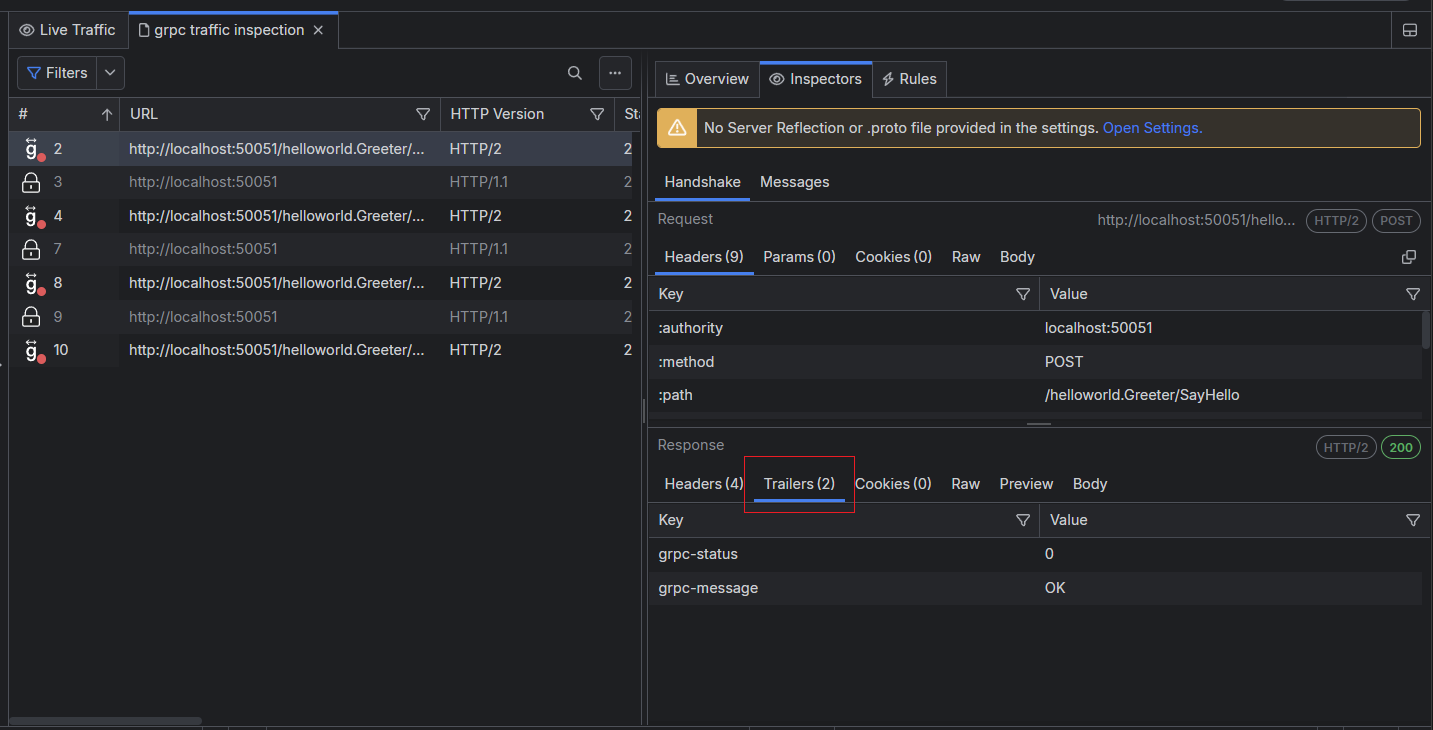 Live Traffic
grpc traffic inspection
Filters
...
# URL HTTP Version
2 http://localhost:50051/helloworld.Greeter/... HTTP/2 2
3 http://localhost:50051 HTTP/1.1 2
4 http://localhost:50051/helloworld.Greeter/... HTTP/2 2
7 http://localhost:50051 HTTP/1.1 2
8 http://localhost:50051/helloworld.Greeter/... HTTP/2 2
9 http://localhost:50051 HTTP/1.1 2
10 http://localhost:50051/helloworld.Greeter/... HTTP/2 2
Overview Inspectors Rules
No Server Reflection or .proto file provided in the settings. Open Settings.
Handshake Messages
Request http://localhost:50051/hello... HTTP/2 POST
Headers (9) Params (0) Cookies (0) Raw Body
Key Value
:authority localhost:50051
:method POST
:path /helloworld.Greeter/SayHello
Response HTTP/2 200
Headers (4) Trailers (2) Cookies (0) Raw Preview Body
Key Value
grpc-status 0
grpc-message OK